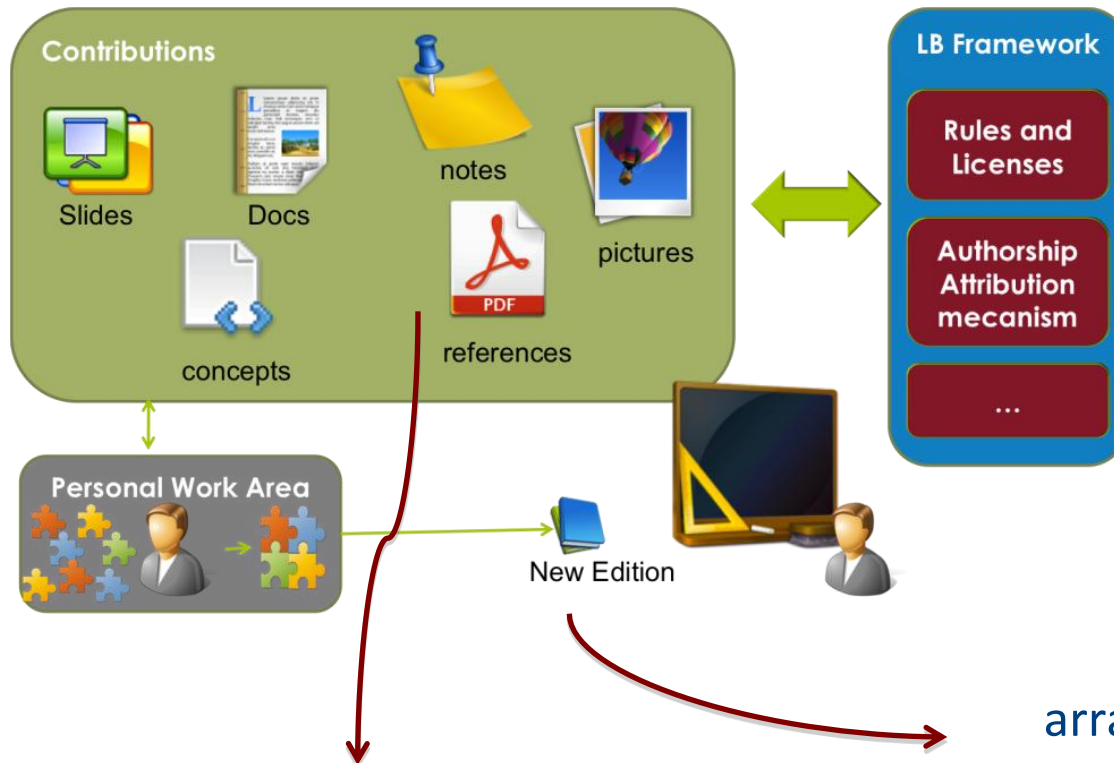 Contributions
Slides
Docs
notes
pictures
concepts
PDF
references
LB Framework
Rules and
Licenses
Authorship
Attribution
mecanism
...
Personal Work Area
New Edition
arra